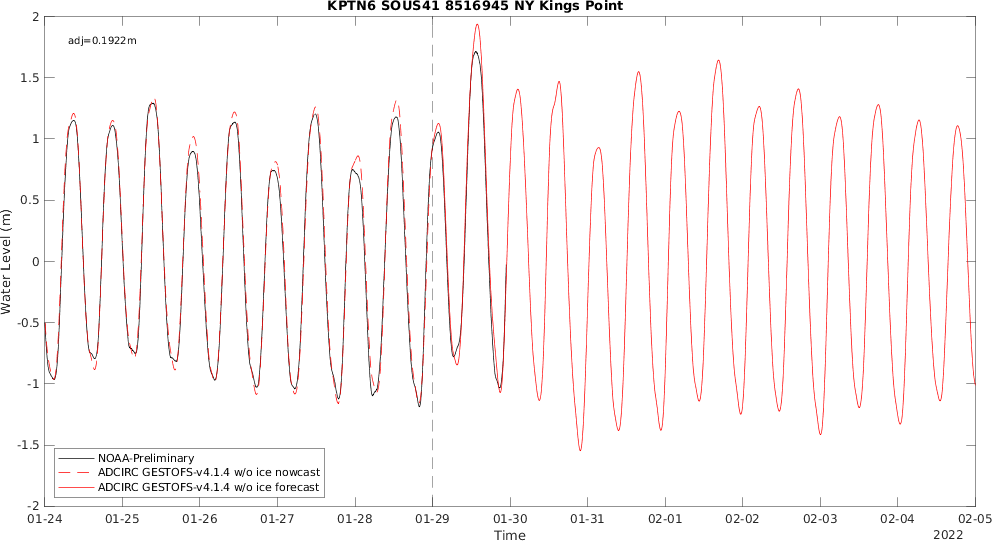 KPTN6 SOUS41 8516945 NY Kings Point
adj=0.1922m
2
1.5
1
0.5
0
-0.5
-1
-1.5
-2
Water Level (m)
NOAA-Preliminary
ADCIRC GESTOFS-v4.1.4 w/o ice nowcast
ADCIRC GESTOFS-v4.1.4 w/o ice forecast
01-24 01-25 01-26 01-27 01-28 01-29 01-30 01-31 02-01 02-02 02-03 02-04 02-05
Time
2022